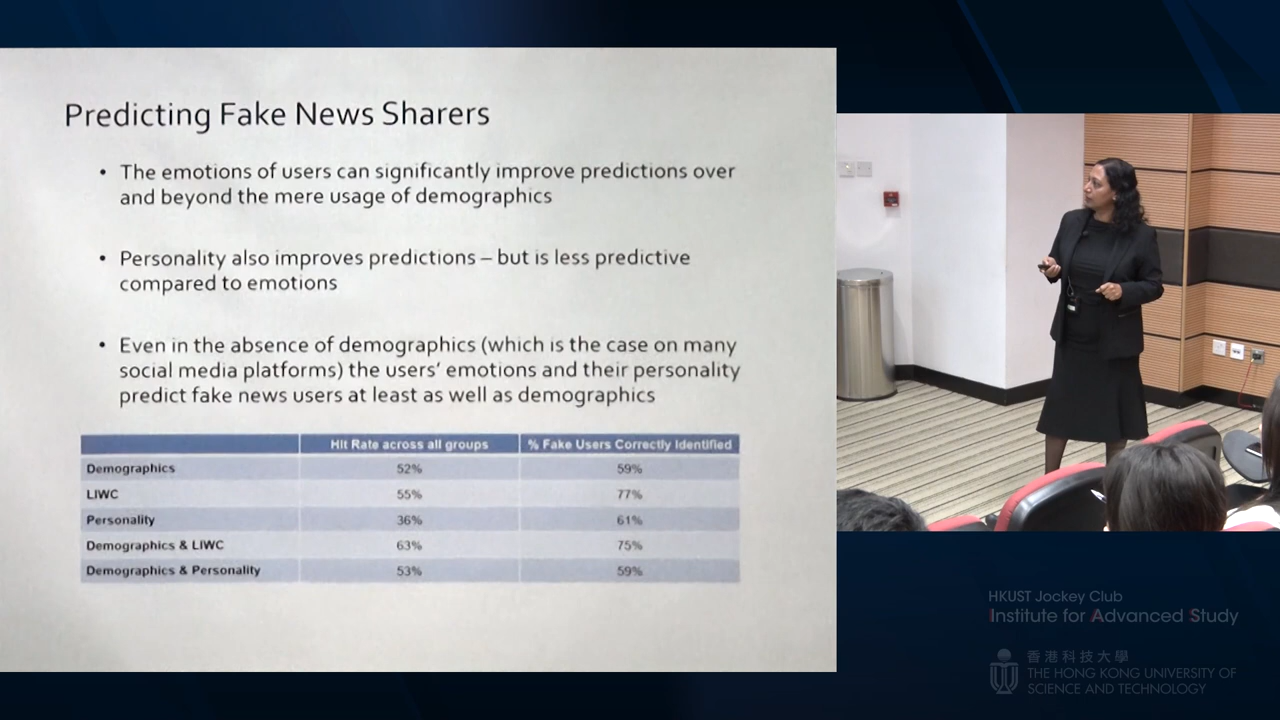 Predicting Fake News Sharers
• The emotions of users can significantly improve predictions over
and beyond the mere usage of demographics
• Personality also improves predictions – but is less predictive
compared to emotions
• Even in the absence of demographics (which is the case on many
social media platforms) the users' emotions and their personality
predict fake news users at least as well as demographics
Hit Rate across all groups % Fake Users Correctly Identified
Demographics 52% 59%
LIWC 55% 77%
Personality 36% 61%
Demographics & LIWC 63% 75%
Demographics & Personality 53% 59%
HKUST Jockey Club
Institute for Advanced Study
香港科技大學
THE HONG KONG UNIVERSITY OF
SCIENCE AND TECHNOLOGY